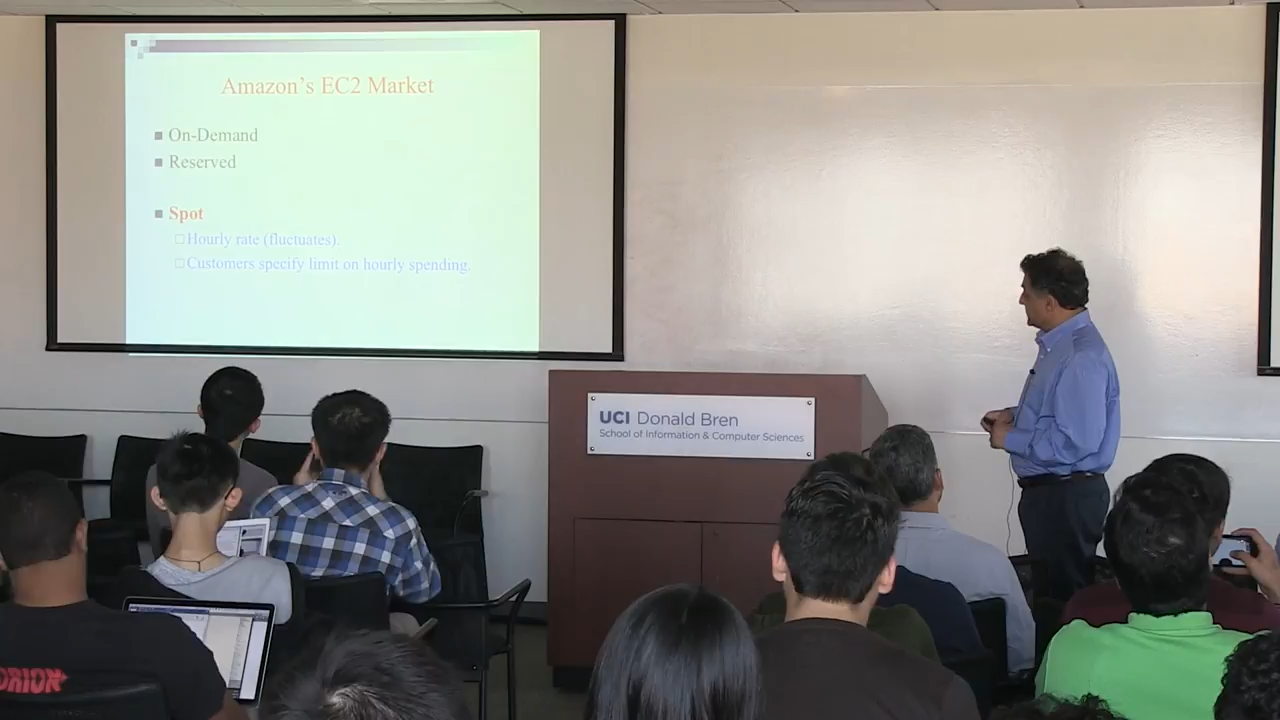 Amazon's EC2 Market
On-Demand
Reserved
Spot
Hourly rate (fluctuates).
Customers specify limit on hourly spending.
UCI Donald Bren
School of Information & Computer Sciences
ORION